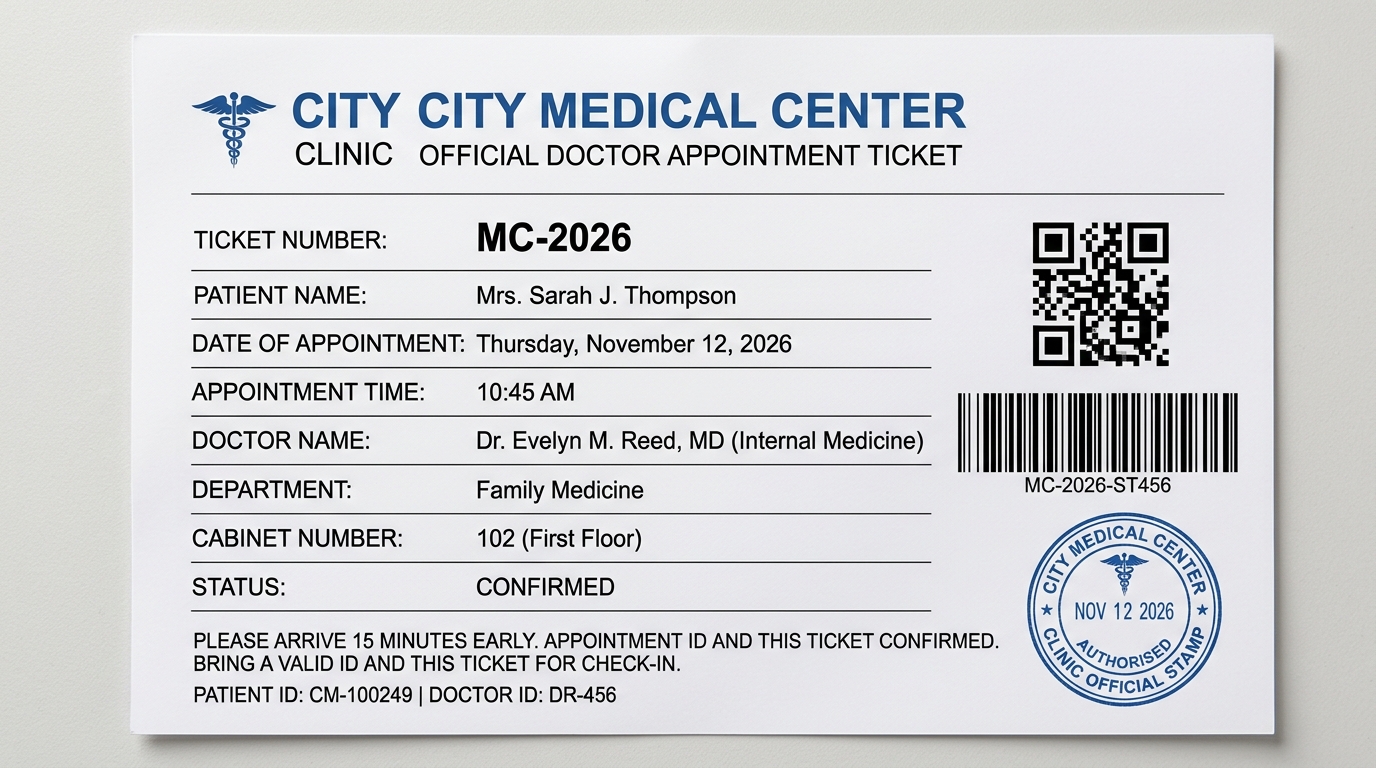 CITY CITY MEDICAL CENTER
CLINIC OFFICIAL DOCTOR APPOINTMENT TICKET
TICKET NUMBER: MC-2026
PATIENT NAME: Mrs. Sarah J. Thompson
DATE OF APPOINTMENT: Thursday, November 12, 2026
APPOINTMENT TIME: 10:45 AM
DOCTOR NAME: Dr. Evelyn M. Reed, MD (Internal Medicine)
DEPARTMENT: Family Medicine
CABINET NUMBER: 102 (First Floor)
STATUS: CONFIRMED
PLEASE ARRIVE 15 MINUTES EARLY. APPOINTMENT ID AND THIS TICKET CONFIRMED.
BRING A VALID ID AND THIS TICKET FOR CHECK-IN.
PATIENT ID: CM-100249 | DOCTOR ID: DR-456
MC-2026-ST456
CITY MEDICAL CENTER
NOV 12 2026
AUTHORISED
CLINIC OFFICIAL STAMP